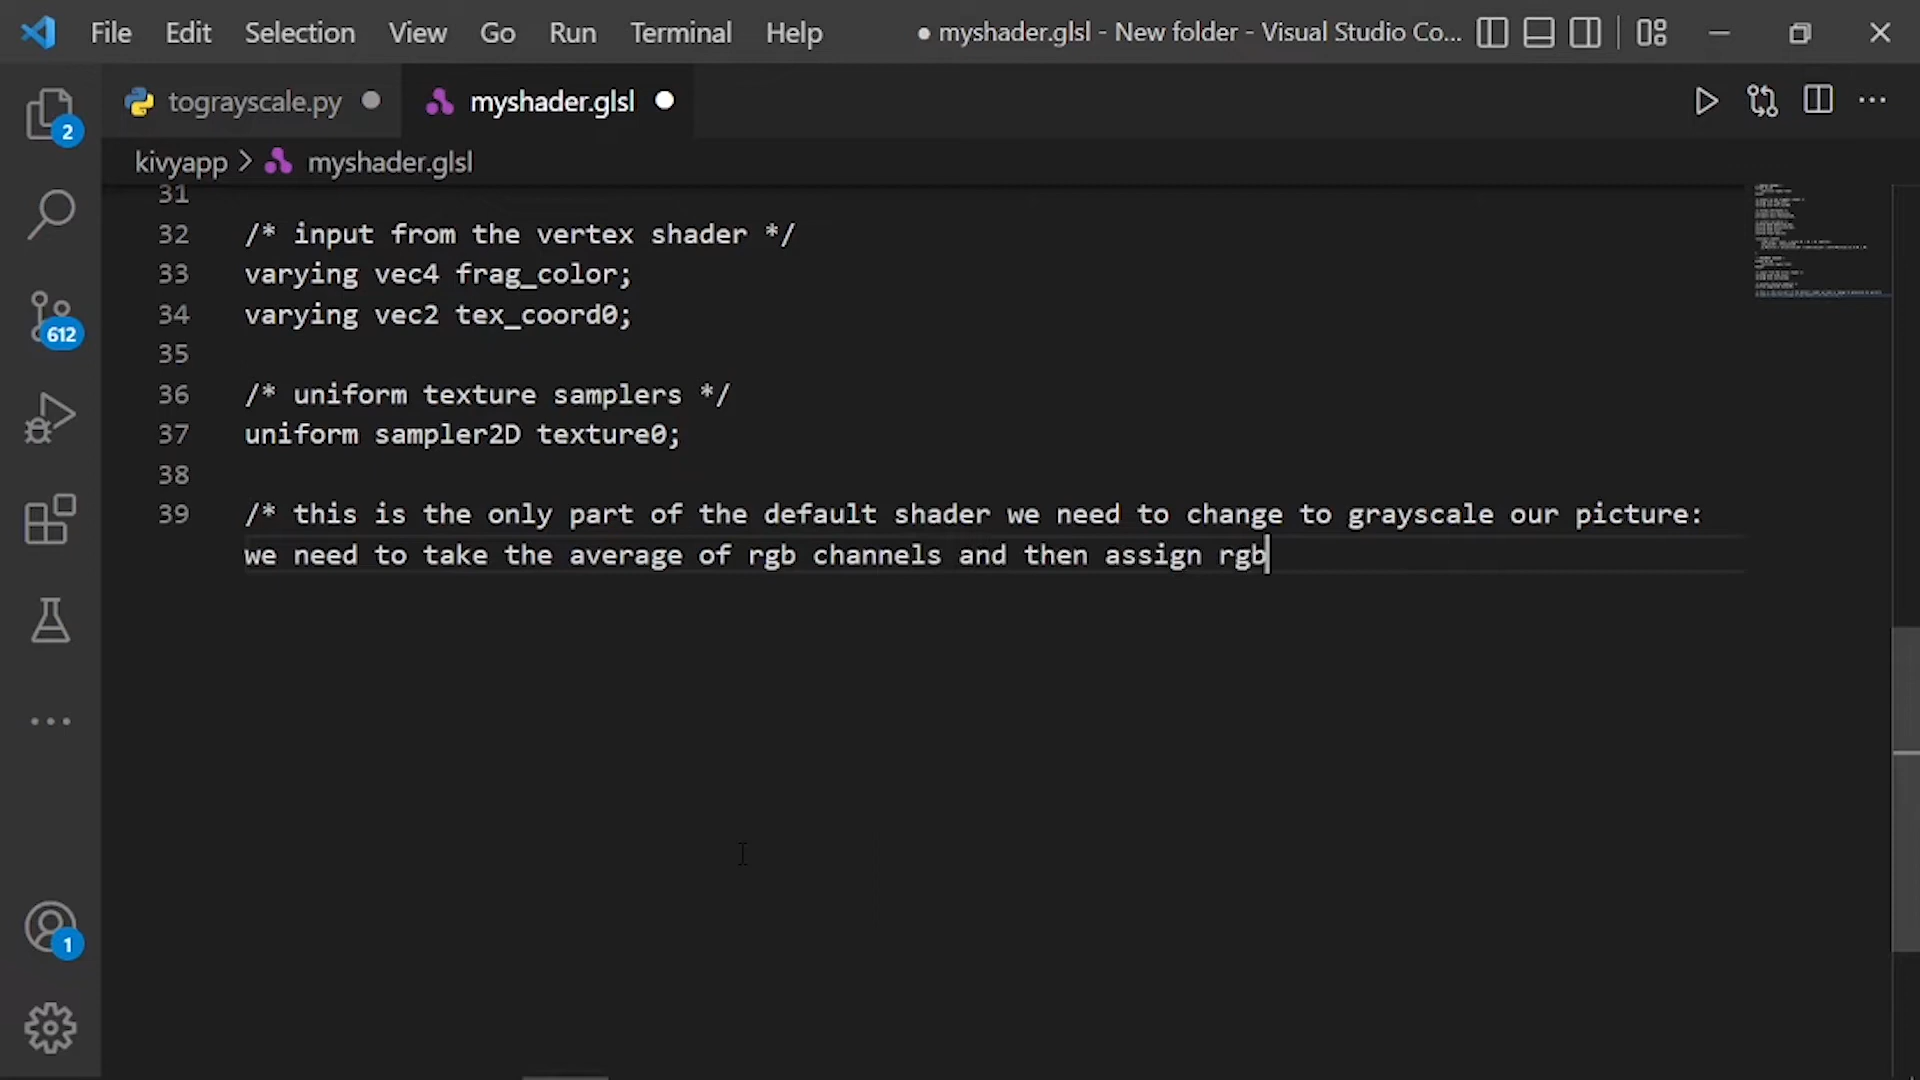 File Edit Selection View Go Run Terminal Help ● myshader.glsl - New folder - Visual Studio Co...
tograyscale.py myshader.glsl
kivyapp > myshader.glsl
2
612
1
31
32 /* input from the vertex shader */
33 varying vec4 frag_color;
34 varying vec2 tex_coord0;
35
36 /* uniform texture samplers */
37 uniform sampler2D texture0;
38
39 /* this is the only part of the default shader we need to change to grayscale our picture:
we need to take the average of rgb channels and then assign rgb